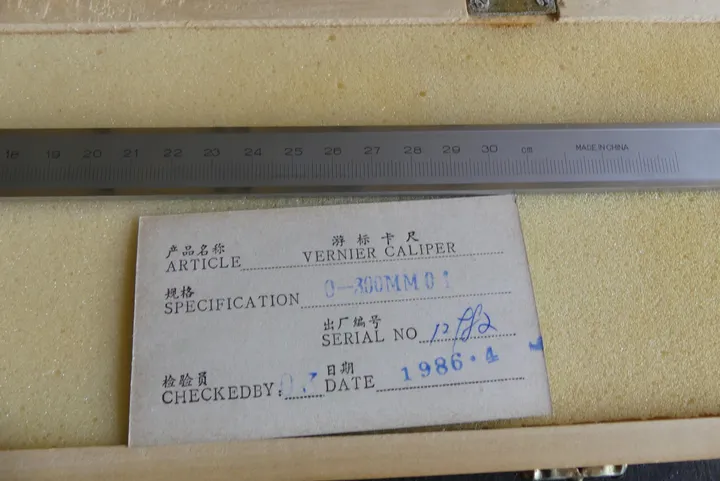 18 19 20 21 22 23 24 25 26 27 28 29 30 cm MADE IN CHINA
产品名称 游标卡尺
ARTICLE VERNIER CALIPER
规格
SPECIFICATION 0-300MM 01
出厂编号
SERIAL NO
检验员 日期
CHECKEDBY: DATE 1986·4